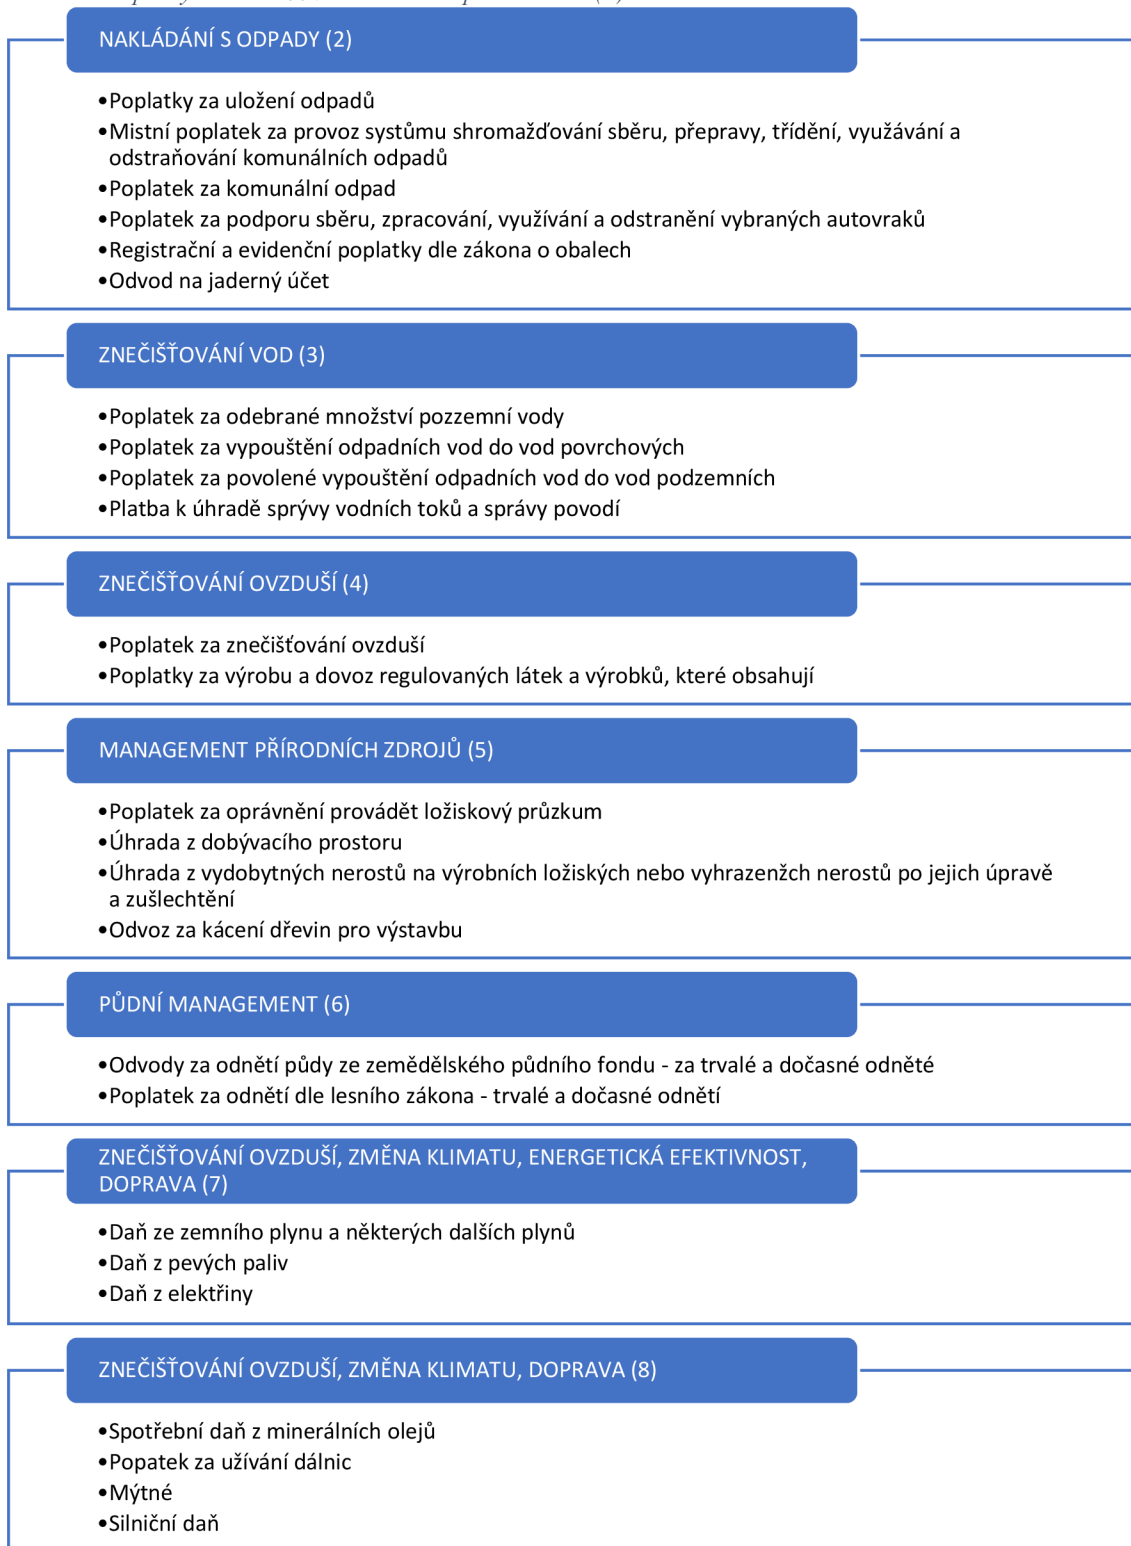 NAKLÁDÁNÍ S ODPADY (2)
•Poplatky za uložení odpadů
•Mistní poplatek za provoz systůmu shromažďování sběru, přepravy, třídění, využávání a
odstraňování komunálních odpadů
•Poplatek za komunální odpad
•Poplatek za podporu sběru, zpracování, využívání a odstranění vybraných autovraků
•Registrační a evidenční poplatky dle zákona o obalech
•Odvod na jaderný účet
ZNEČIŠŤOVÁNÍ VOD (3)
•Poplatek za odebrané množství pozzemní vody
•Poplatek za vypouštění odpadních vod do vod povrchových
•Poplatek za povolené vypouštění odpadních vod do vod podzemních
•Platba k úhradě sprývy vodních toků a správy povodí
ZNEČIŠŤOVÁNÍ OVZDUŠÍ (4)
•Poplatek za znečišťování ovzduší
•Poplatky za výrobu a dovoz regulovaných látek a výrobků, které obsahují
MANAGEMENT PŘÍRODNÍCH ZDROJŮ (5)
•Poplatek za oprávnění provádět ložiskový průzkum
•Úhrada z dobývacího prostoru
•Úhrada z vydobytných nerostů na výrobních ložiských nebo vyhrazenžch nerostů po jejich úpravě
a zušlechtění
•Odvoz za kácení dřevin pro výstavbu
PŮDNÍ MANAGEMENT (6)
•Odvody za odnětí půdy ze zemědělského půdního fondu - za trvalé a dočasné odněté
•Poplatek za odnětí dle lesního zákona - trvalé a dočasné odnětí
ZNEČIŠŤOVÁNÍ OVZDUŠÍ, ZMĚNA KLIMATU, ENERGETICKÁ EFEKTIVNOST,
DOPRAVA (7)
•Daň ze zemního plynu a některých dalších plynů
•Daň z pevých paliv
•Daň z elektřiny
ZNEČIŠŤOVÁNÍ OVZDUŠÍ, ZMĚNA KLIMATU, DOPRAVA (8)
•Spotřební daň z minerálních olejů
•Popatek za užívání dálnic
•Mýtné
•Silniční daň